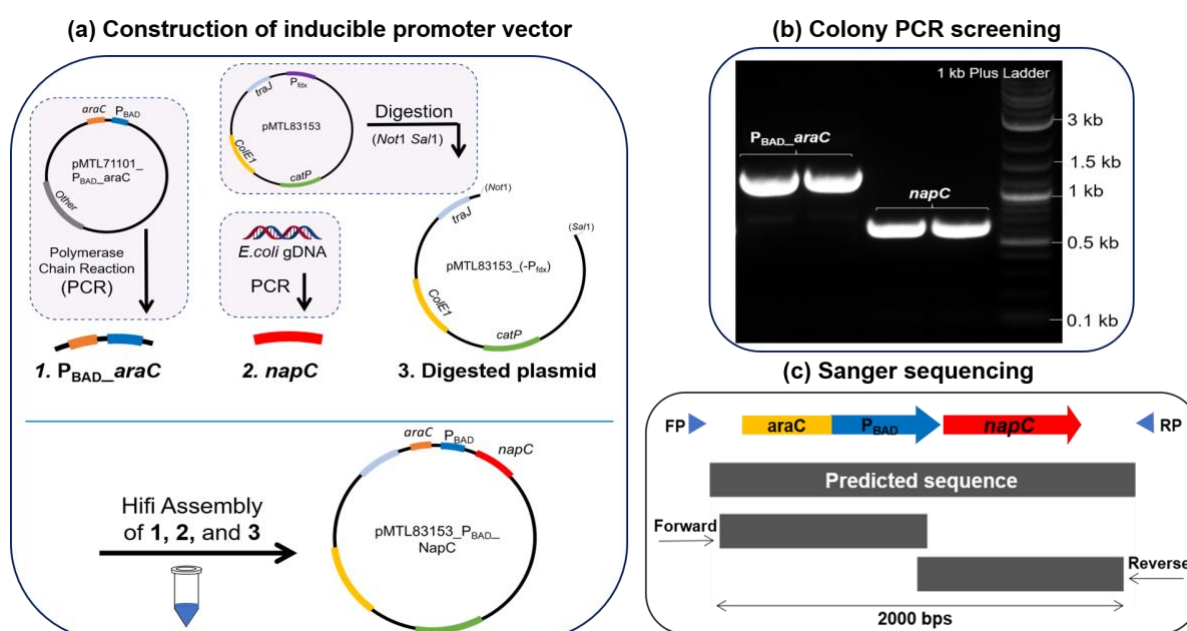 (a) Construction of inducible promoter vector
araC PBAD
pMTL71101_
PBAD_araC
Other
Polymerase
Chain Reaction
(PCR)
1. PBAD_araC
traJ
Pfdx
pMTL83153
ColE1
catP
Digestion
(Not1 Sal1)
E.coli gDNA
PCR
2. napC
(Not1)
traJ
(Sal1)
pMTL83153_(-Pfdx)
ColE1
catP
3. Digested plasmid
Hifi Assembly
of 1, 2, and 3
araC PBAD
napC
pMTL83153_PBAD_
NapC
(b) Colony PCR screening
1 kb Plus Ladder
PBAD_araC
napC
3 kb
1.5 kb
1 kb
0.5 kb
0.1 kb
(c) Sanger sequencing
FP araC PBAD napC RP
Predicted sequence
Forward
Reverse
2000 bps